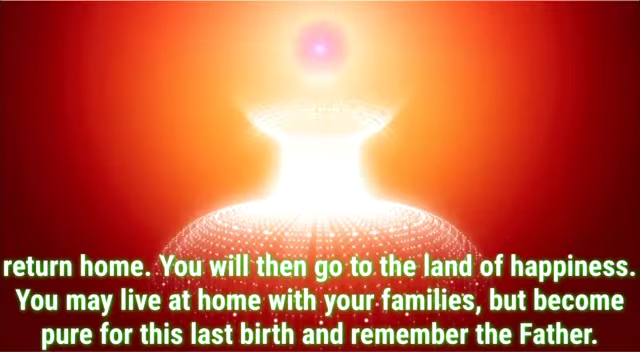 return home. You will then go to the land of happiness.
You may live at home with your families, but become
pure for this last birth and remember the Father.